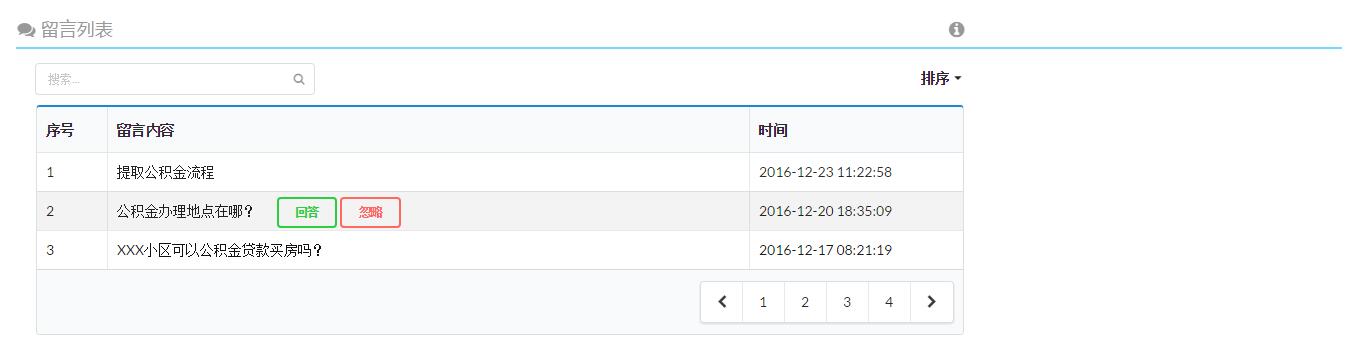 留言列表
搜索... 排序
序号 留言内容 时间
1 提取公积金流程 2016-12-23 11:22:58
2 公积金办理地点在哪？ 回答 忽略 2016-12-20 18:35:09
3 XXX小区可以公积金贷款买房吗？ 2016-12-17 08:21:19
1 2 3 4